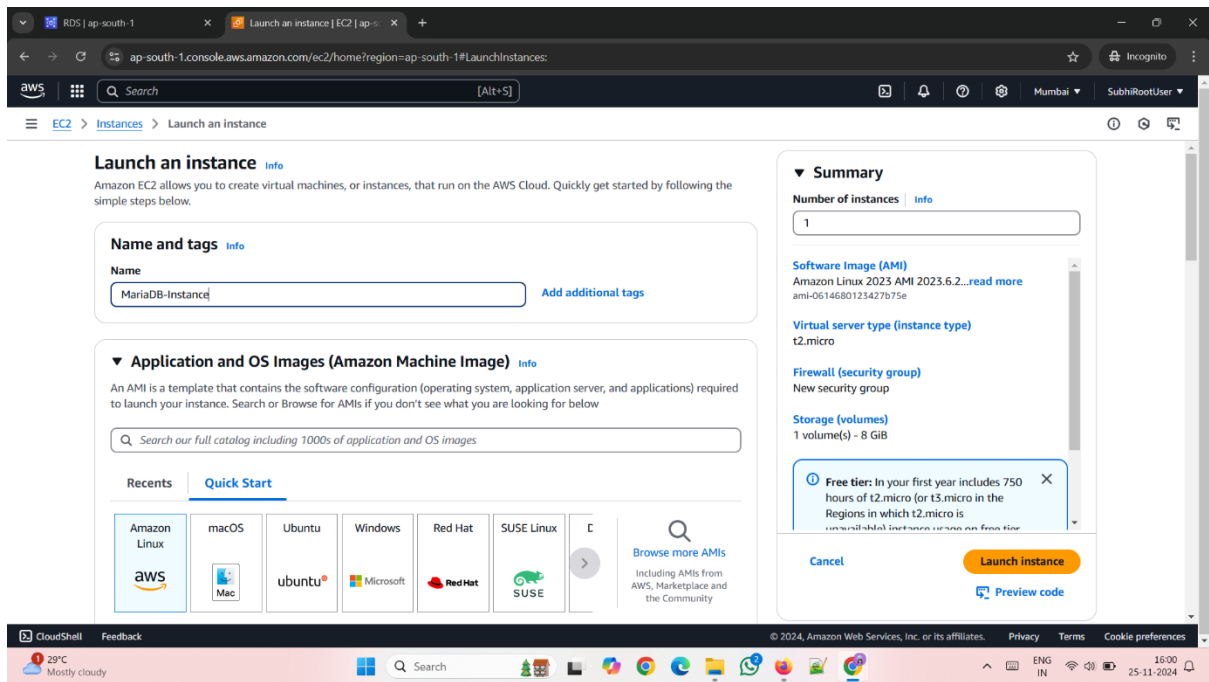 RDS | ap-south-1
Launch an instance | EC2 | ap-s
ap-south-1.console.aws.amazon.com/ec2/home?region=ap-south-1#LaunchInstances:
Incognito
aws
Search
[Alt+S]
Mumbai ▼
SubhiRootUser ▼
EC2 > Instances > Launch an instance
Launch an instance Info
Amazon EC2 allows you to create virtual machines, or instances, that run on the AWS Cloud. Quickly get started by following the
simple steps below.
Name and tags Info
Name
MariaDB-Instance
Add additional tags
▼ Application and OS Images (Amazon Machine Image) Info
An AMI is a template that contains the software configuration (operating system, application server, and applications) required
to launch your instance. Search or Browse for AMIs if you don't see what you are looking for below
Search our full catalog including 1000s of application and OS images
Recents
Quick Start
Amazon
Linux
aws
macOS
Mac
Ubuntu
ubuntu®
Windows
Microsoft
Red Hat
Red Hat
SUSE Linux
SUSE
Browse more AMIs
Including AMIs from
AWS, Marketplace and
the Community
▼ Summary
Number of instances Info
1
Software Image (AMI)
Amazon Linux 2023 AMI 2023.6.2...read more
ami-0614680123427b75e
Virtual server type (instance type)
t2.micro
Firewall (security group)
New security group
Storage (volumes)
1 volume(s) - 8 GiB
Free tier: In your first year includes 750
hours of t2.micro (or t3.micro in the
Regions in which t2.micro is
unavailable) instance usage on free tier
Cancel
Launch instance
Preview code
CloudShell
Feedback
© 2024, Amazon Web Services, Inc. or its affiliates.
Privacy
Terms
Cookie preferences
1
29°C
Mostly cloudy
Search
2
ENG
IN
16:00
25-11-2024